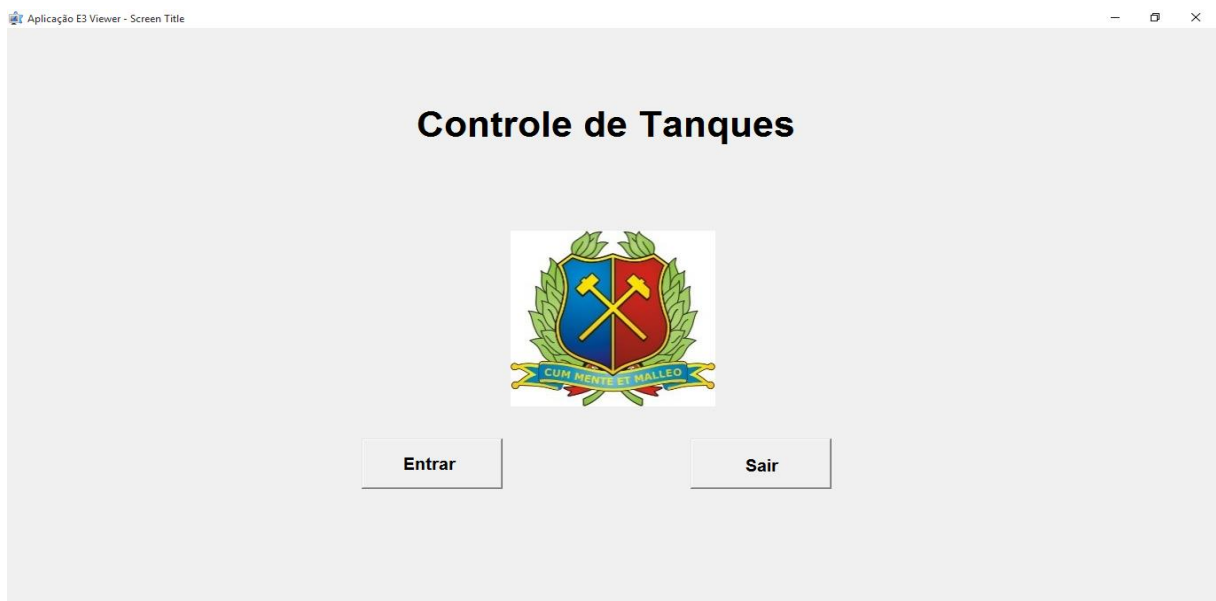 Aplicação E3 Viewer - Screen Title
Controle de Tanques
CUM MENTE ET MALLEO
Entrar
Sair